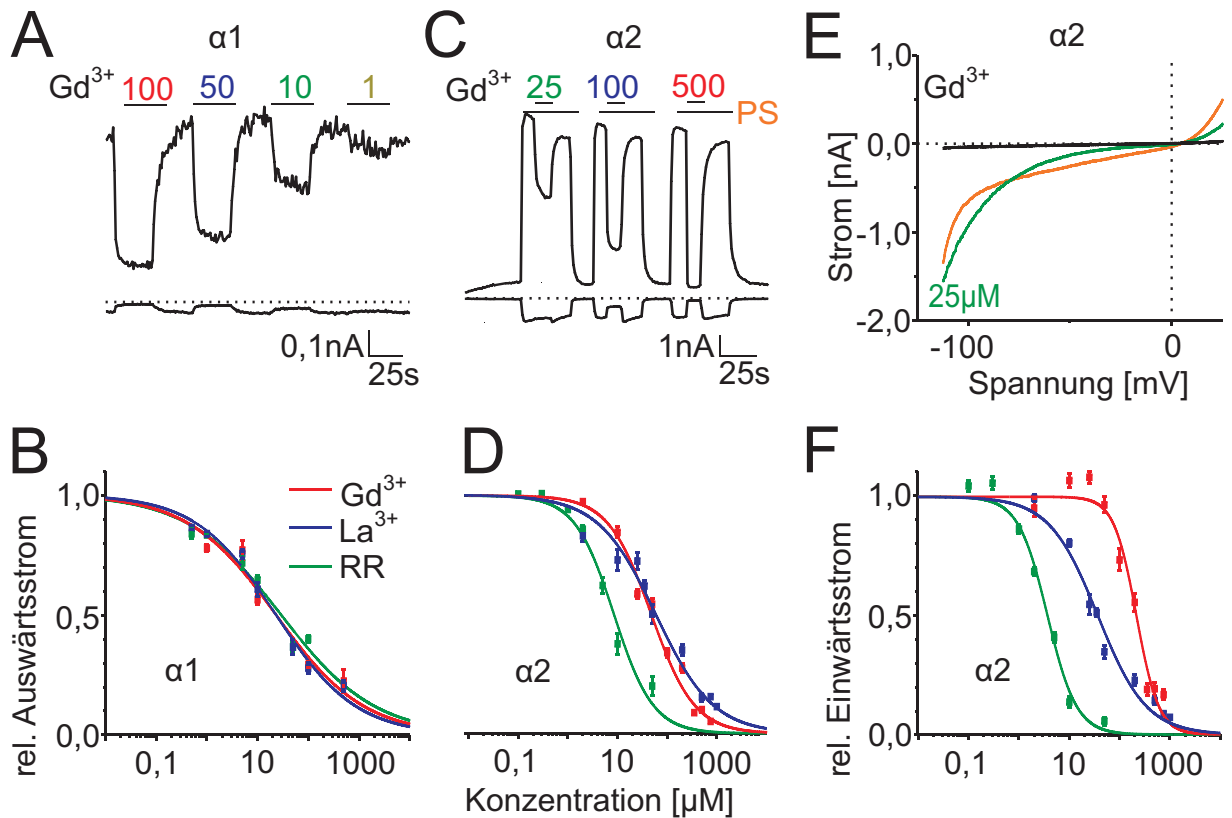 A
α1
Gd3+ 100 50 10 1
0,1nA
25s
C
α2
Gd3+ 25 100 500
PS
1nA
25s
E
α2
Gd3+
25µM
Strom [nA]
1,0
0,0
-1,0
-2,0
-100 0
Spannung [mV]
B
Gd3+
La3+
RR
α1
rel. Auswärtsstrom
1,0
0,5
0,0
0,1 10 1000
D
α2
1,0
0,5
0,0
0,1 10 1000
Konzentration [µM]
F
α2
rel. Einwärtsstrom
1,0
0,5
0,0
0,1 10 1000